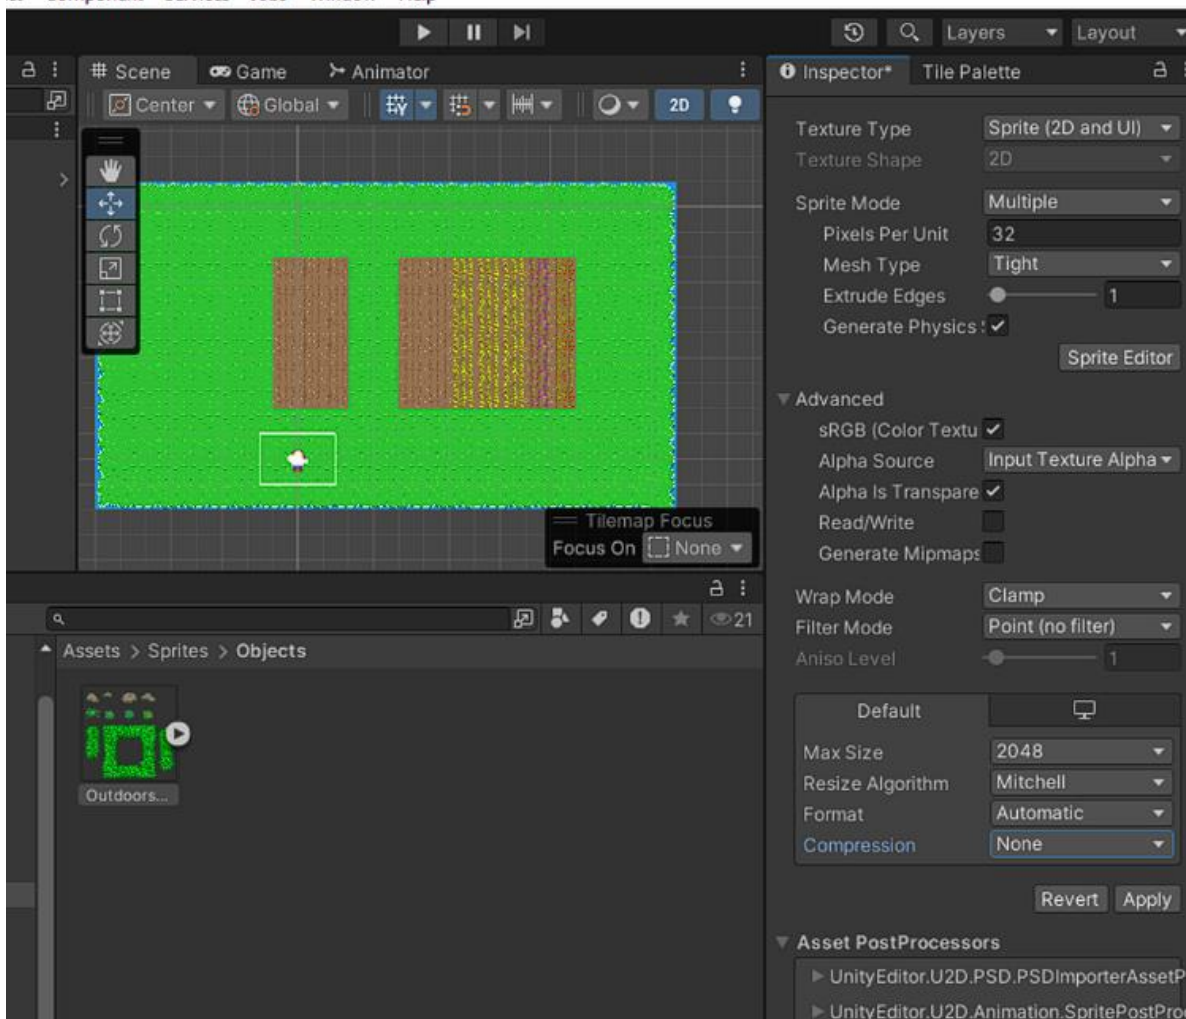 Layers
Layout
Scene
Game
Animator
Center
Global
2D
Tilemap Focus
Focus On
None
21
Assets > Sprites > Objects
Outdoors...
Inspector*
Tile Palette
Texture Type
Sprite (2D and UI)
Texture Shape
2D
Sprite Mode
Multiple
Pixels Per Unit
32
Mesh Type
Tight
Extrude Edges
1
Generate Physics
Sprite Editor
Advanced
sRGB (Color Textu
Alpha Source
Input Texture Alpha
Alpha Is Transpare
Read/Write
Generate Mipmaps
Wrap Mode
Clamp
Filter Mode
Point (no filter)
Aniso Level
1
Default
Max Size
2048
Resize Algorithm
Mitchell
Format
Automatic
Compression
None
Revert
Apply
Asset PostProcessors
UnityEditor.U2D.PSD.PSDImporterAssetP
UnityEditor.U2D.Animation.SpritePostPro